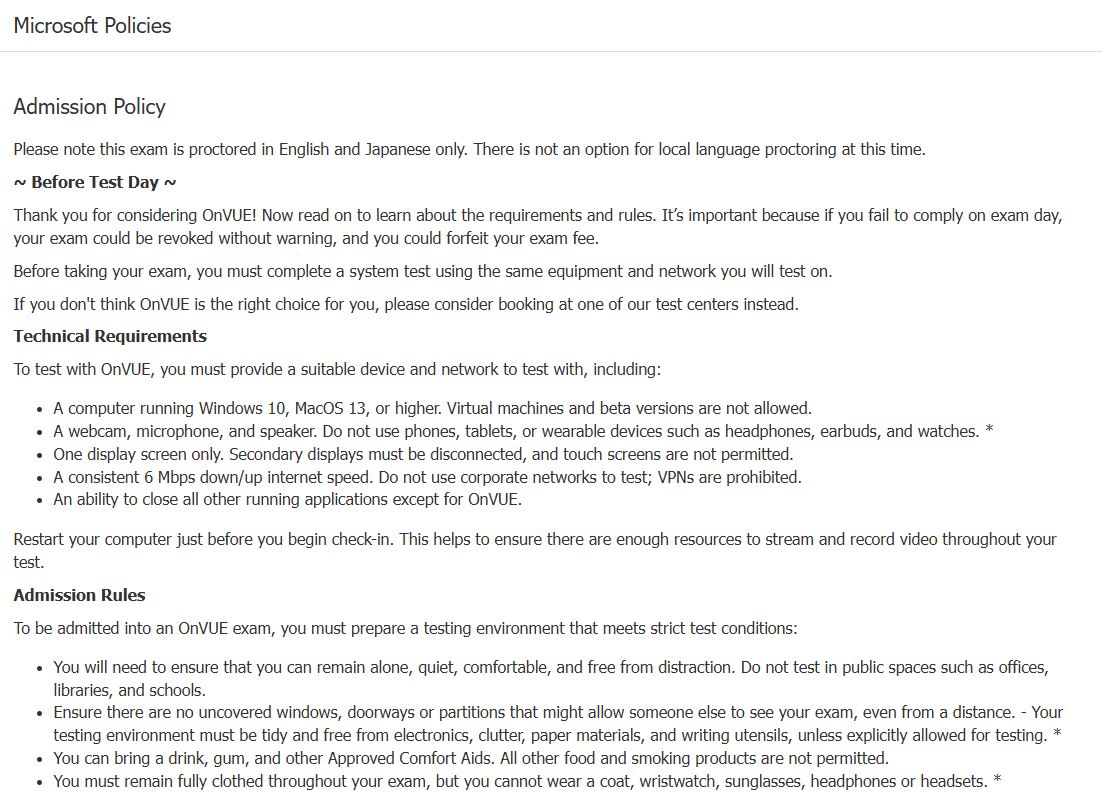 Microsoft Policies
Admission Policy
Please note this exam is proctored in English and Japanese only. There is not an option for local language proctoring at this time.
~ Before Test Day ~
Thank you for considering OnVUE! Now read on to learn about the requirements and rules. It’s important because if you fail to comply on exam day,
your exam could be revoked without warning, and you could forfeit your exam fee.
Before taking your exam, you must complete a system test using the same equipment and network you will test on.
If you don't think OnVUE is the right choice for you, please consider booking at one of our test centers instead.
Technical Requirements
To test with OnVUE, you must provide a suitable device and network to test with, including:
• A computer running Windows 10, MacOS 13, or higher. Virtual machines and beta versions are not allowed.
• A webcam, microphone, and speaker. Do not use phones, tablets, or wearable devices such as headphones, earbuds, and watches. *
• One display screen only. Secondary displays must be disconnected, and touch screens are not permitted.
• A consistent 6 Mbps down/up internet speed. Do not use corporate networks to test; VPNs are prohibited.
• An ability to close all other running applications except for OnVUE.
Restart your computer just before you begin check-in. This helps to ensure there are enough resources to stream and record video throughout your
test.
Admission Rules
To be admitted into an OnVUE exam, you must prepare a testing environment that meets strict test conditions:
• You will need to ensure that you can remain alone, quiet, comfortable, and free from distraction. Do not test in public spaces such as offices,
libraries, and schools.
• Ensure there are no uncovered windows, doorways or partitions that might allow someone else to see your exam, even from a distance. - Your
testing environment must be tidy and free from electronics, clutter, paper materials, and writing utensils, unless explicitly allowed for testing. *
• You can bring a drink, gum, and other Approved Comfort Aids. All other food and smoking products are not permitted.
• You must remain fully clothed throughout your exam, but you cannot wear a coat, wristwatch, sunglasses, headphones or headsets. *